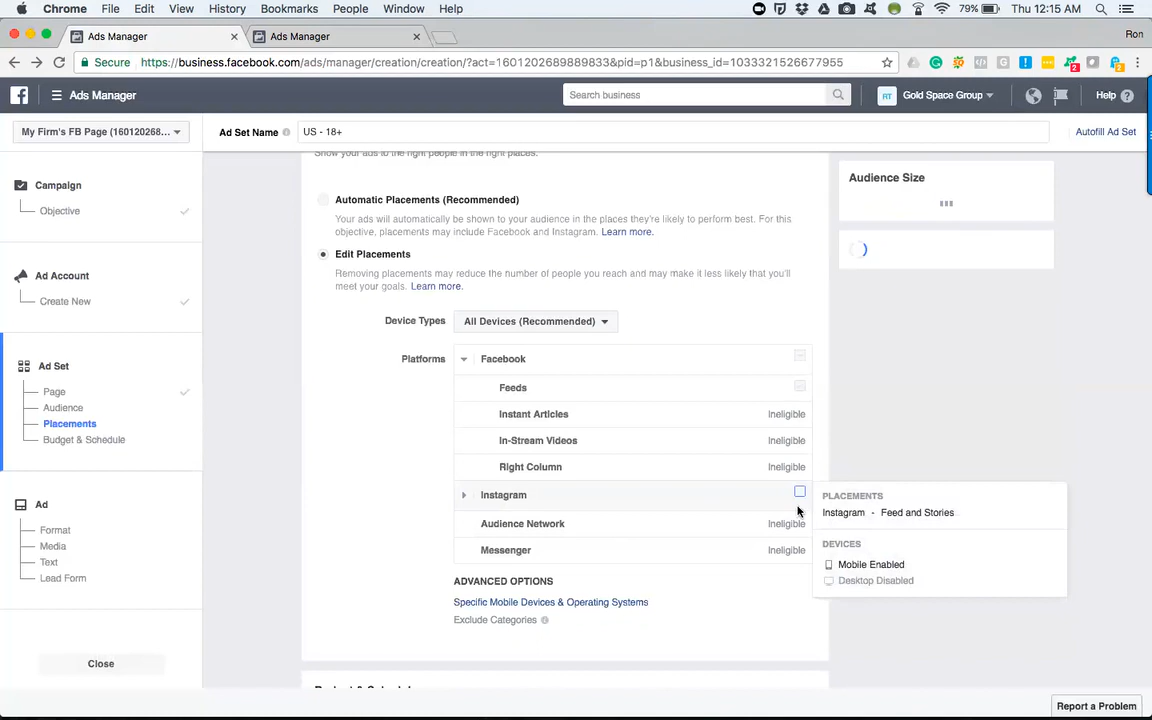 Chrome File Edit View History Bookmarks People Window Help 79% Thu 12:15 AM
Ads Manager Ads Manager Ron
Secure https://business.facebook.com/ads/manager/creation/creation/?act=1601202689889833&pid=p1&business_id=1033321526677955
Ads Manager Search business RT Gold Space Group Help
My Firm's FB Page (160120268... Ad Set Name US - 18+ Autofill Ad Set
Show your ads to the right people in the right places.
Campaign
Objective
Ad Account
Create New
Ad Set
Page
Audience
Placements
Budget & Schedule
Ad
Format
Media
Text
Lead Form
Close
Automatic Placements (Recommended)
Your ads will automatically be shown to your audience in the places they're likely to perform best. For this
objective, placements may include Facebook and Instagram. Learn more.
Edit Placements
Removing placements may reduce the number of people you reach and may make it less likely that you'll
meet your goals. Learn more.
Device Types All Devices (Recommended)
Platforms Facebook
Feeds
Instant Articles Ineligible
In-Stream Videos Ineligible
Right Column Ineligible
Instagram
Audience Network Ineligible
Messenger Ineligible
ADVANCED OPTIONS
Specific Mobile Devices & Operating Systems
Exclude Categories
Budget & Schedule
Audience Size
PLACEMENTS
Instagram - Feed and Stories
DEVICES
Mobile Enabled
Desktop Disabled
Report a Problem